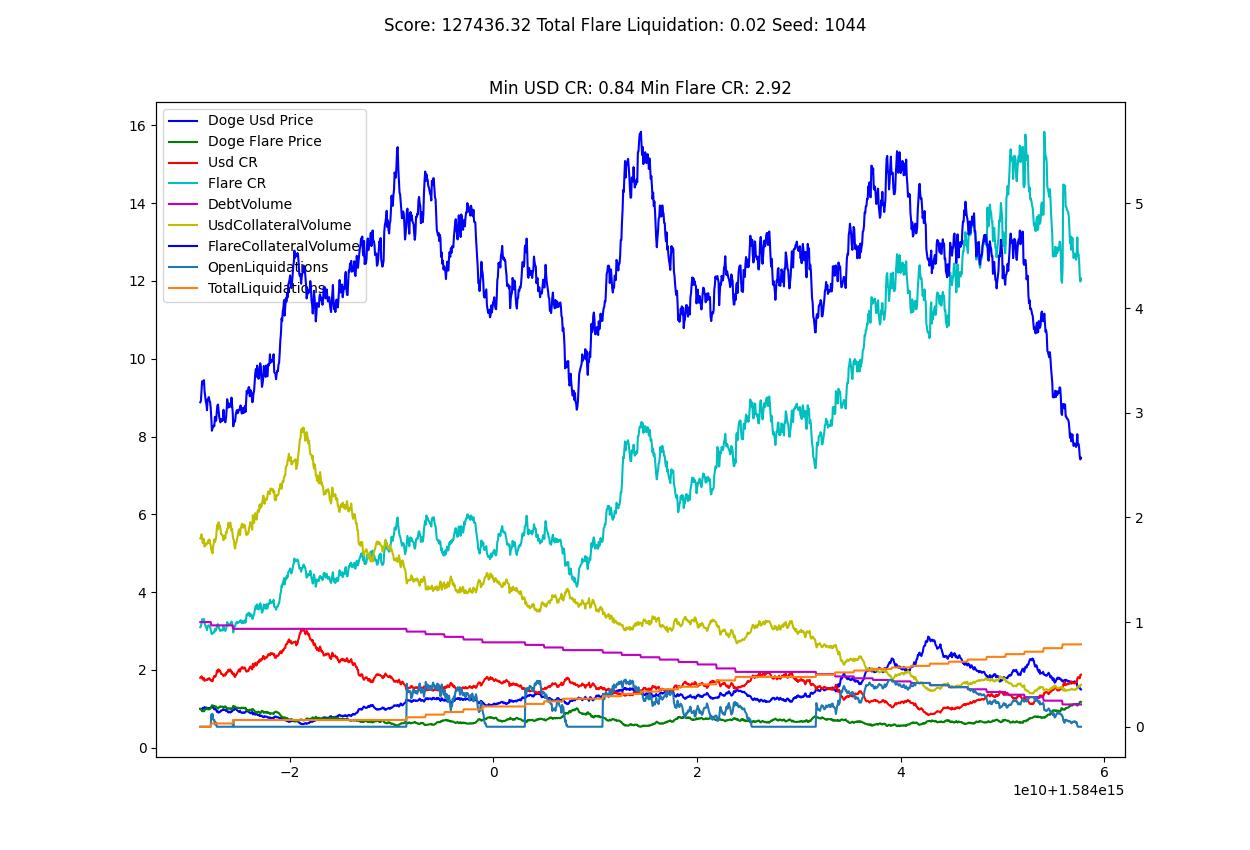 Score: 127436.32 Total Flare Liquidation: 0.02 Seed: 1044
Min USD CR: 0.84 Min Flare CR: 2.92
Doge Usd Price
Doge Flare Price
Usd CR
Flare CR
DebtVolume
UsdCollateralVolume
FlareCollateralVolume
OpenLiquidations
TotalLiquidations
16
14
12
10
8
6
4
2
0
5
4
3
2
1
0
−2
0
2
4
6
1e10+1.584e15